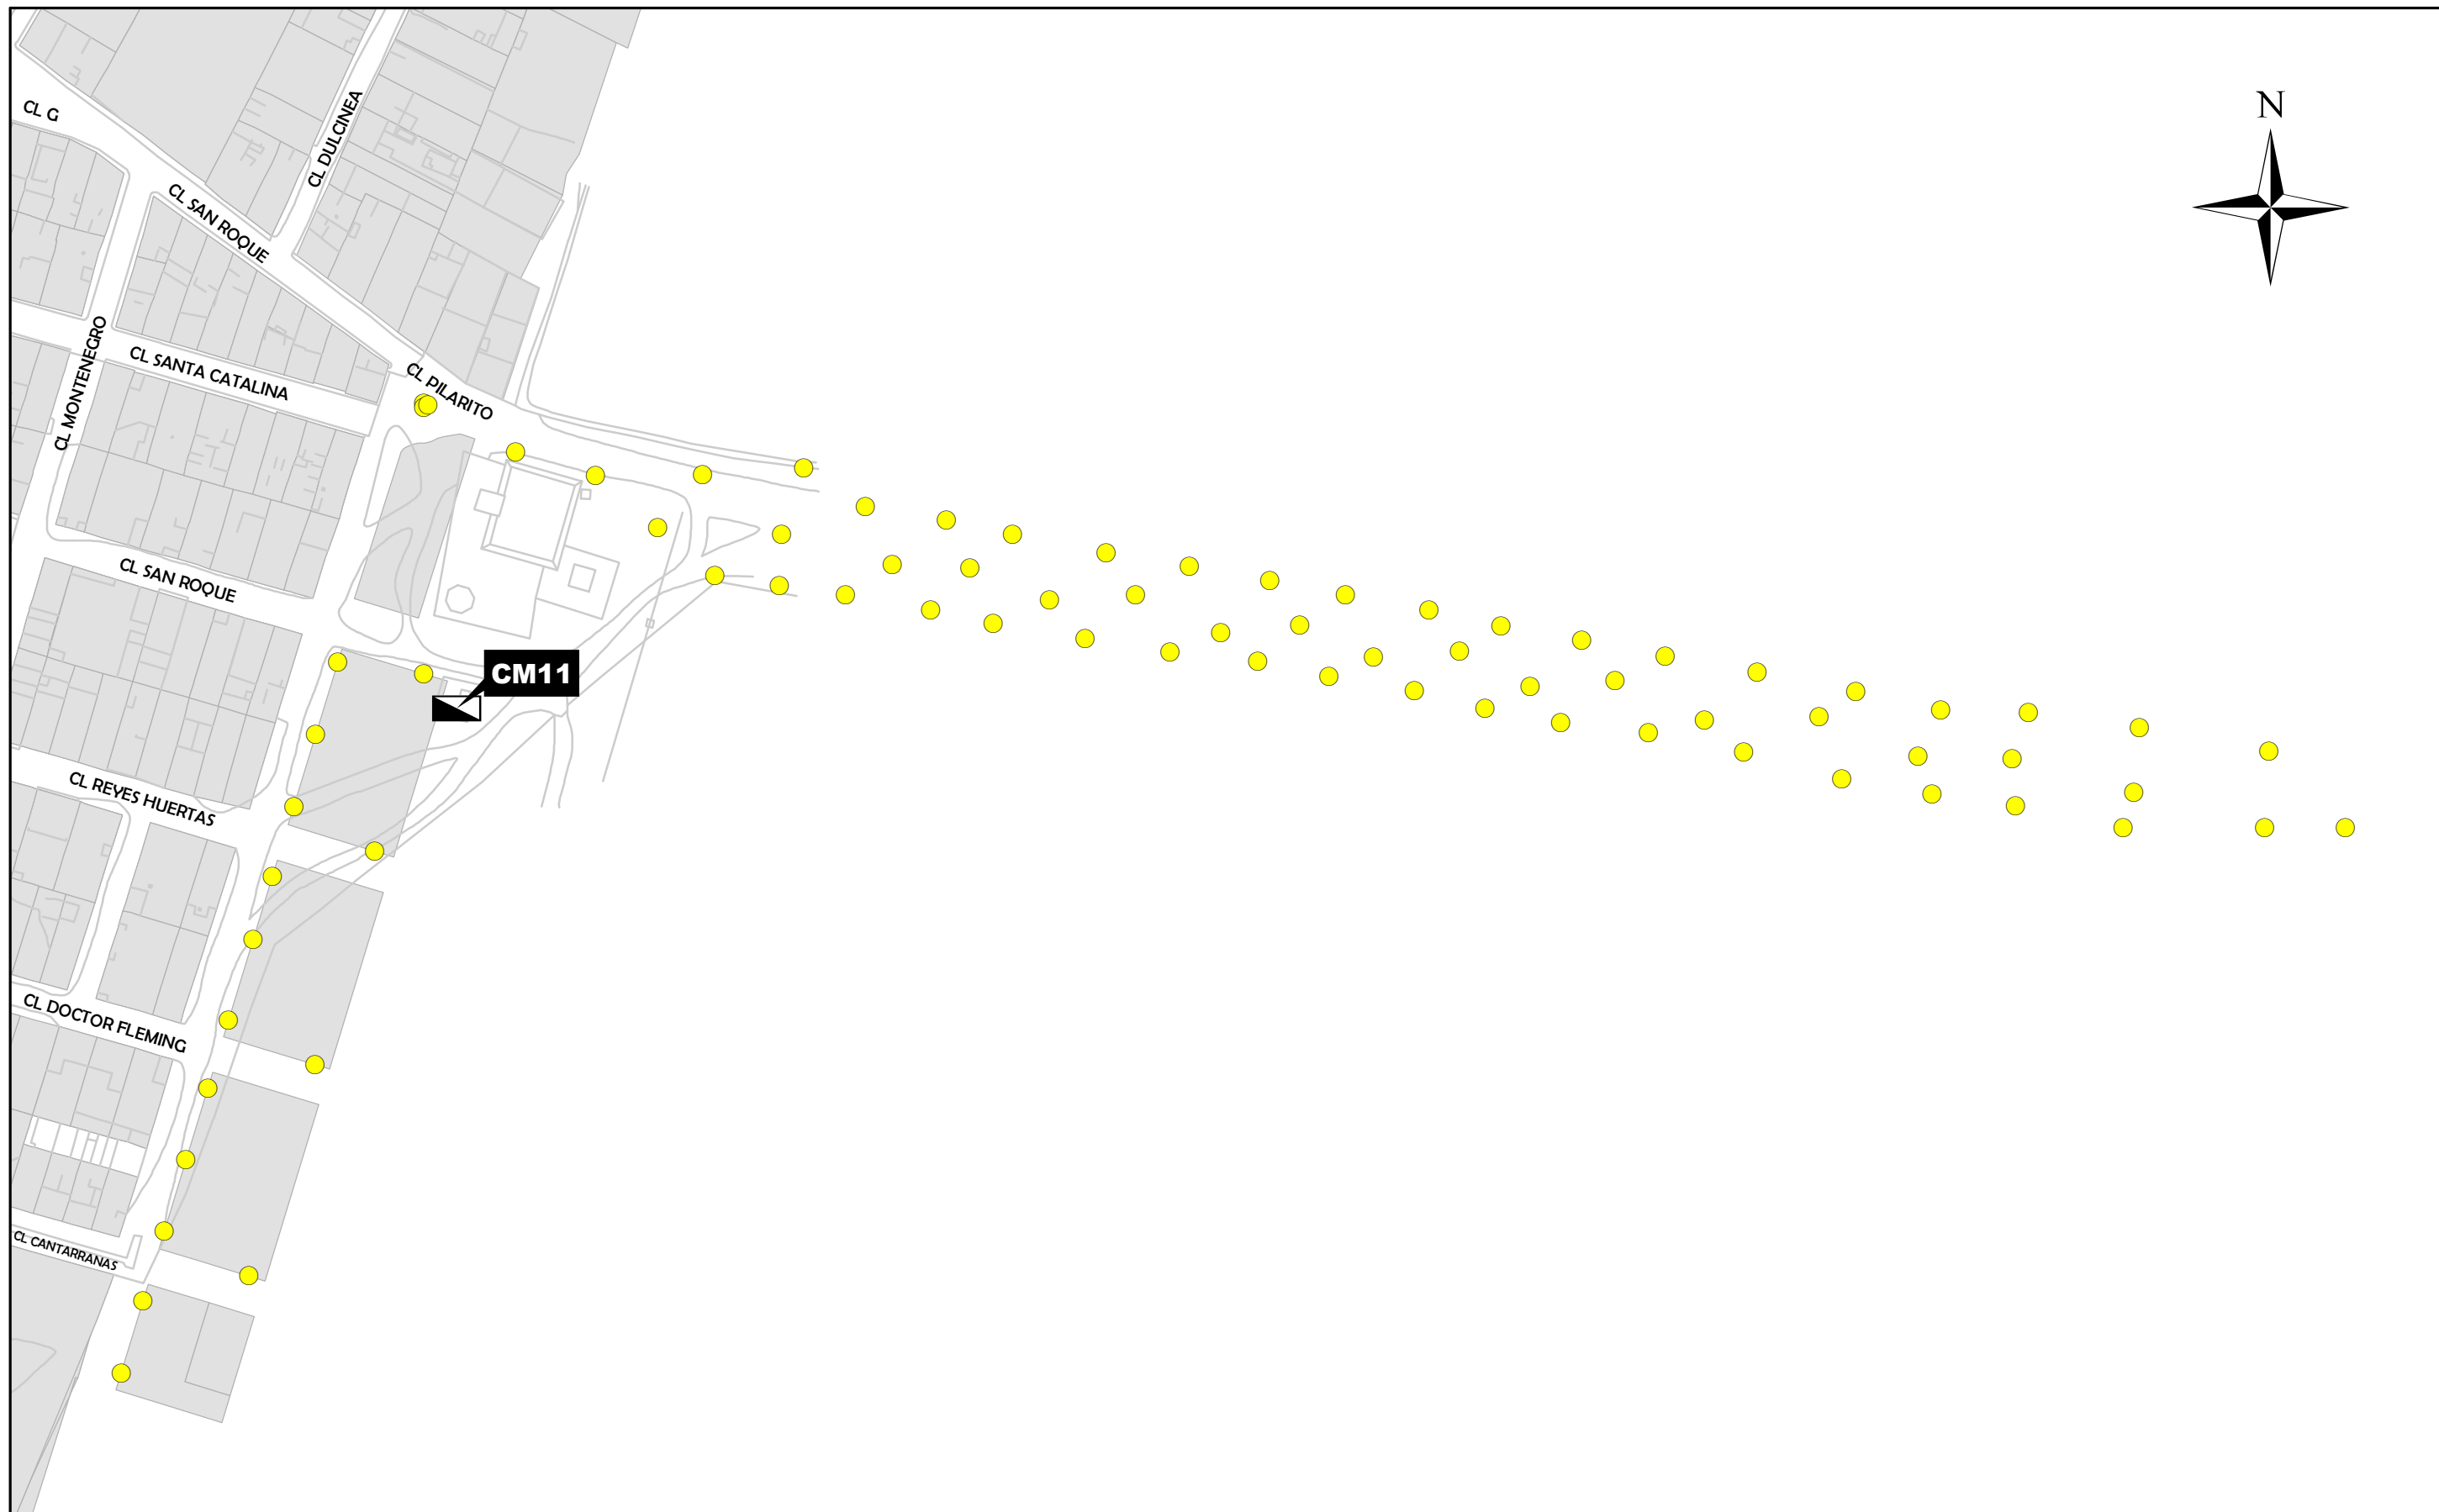 N
CL G
CL DULCINEA
CL SAN ROQUE
CL MONTENEGRO
CL SANTA CATALINA
CL PILARITO
CL SAN ROQUE
CM11
CL REYES HUERTAS
CL DOCTOR FLEMING
CL CANTARRANAS